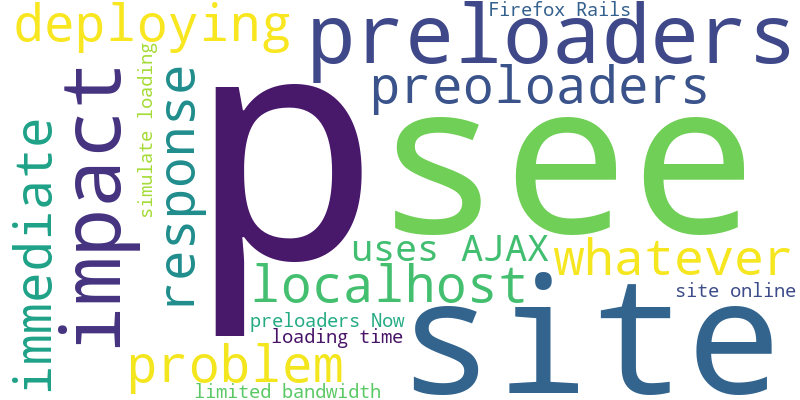 Firefox Rails
deploying
preloaders
preoloaders
simulate loading
impact
response
immediate
p
see
uses AJAX
whatever
localhost
site
site online
preloaders Now
loading time
problem
limited bandwidth